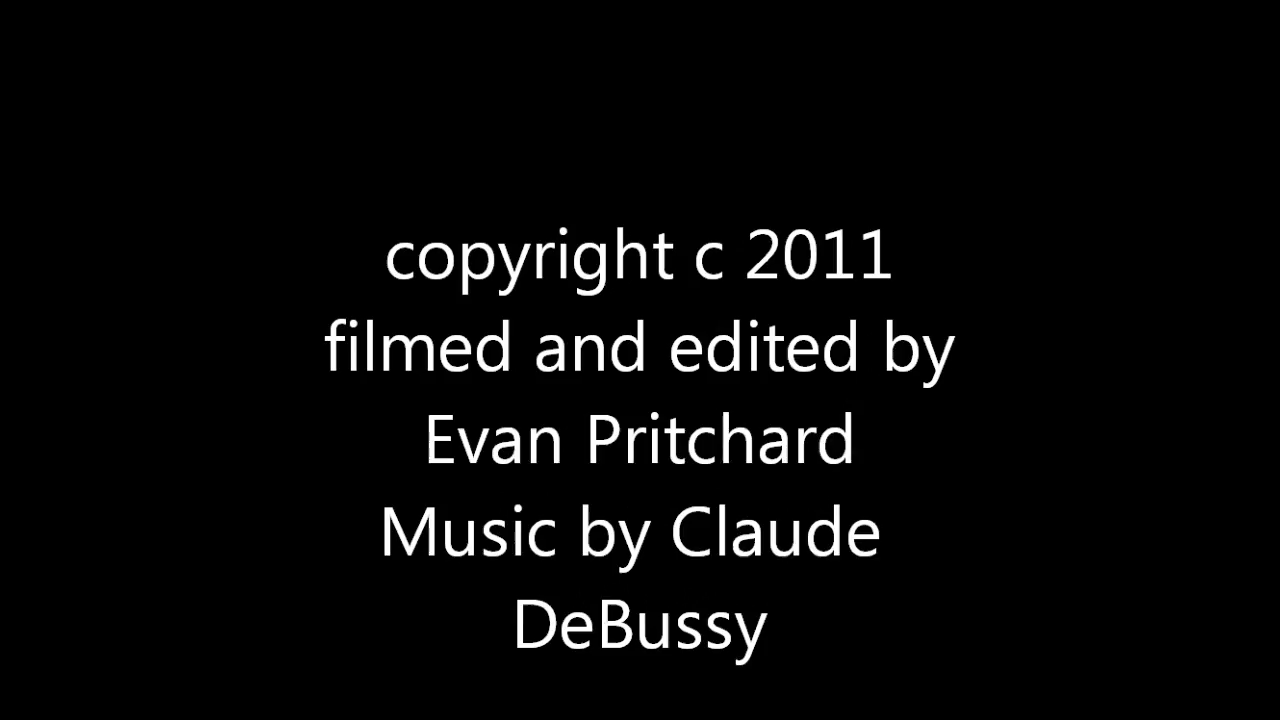 copyright c 2011
filmed and edited by
Evan Pritchard
Music by Claude
DeBussy